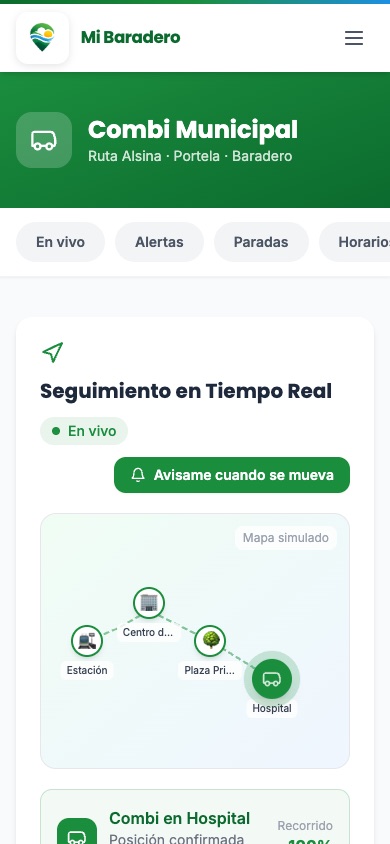 Mi Baradero
Combi Municipal
Ruta Alsina · Portela · Baradero
En vivo
Alertas
Paradas
Horarios
Seguimiento en Tiempo Real
En vivo
Avisame cuando se mueva
Mapa simulado
Centro d...
Estación
Plaza Pri...
Hospital
Combi en Hospital
Recorrido
Posición confirmada
100%